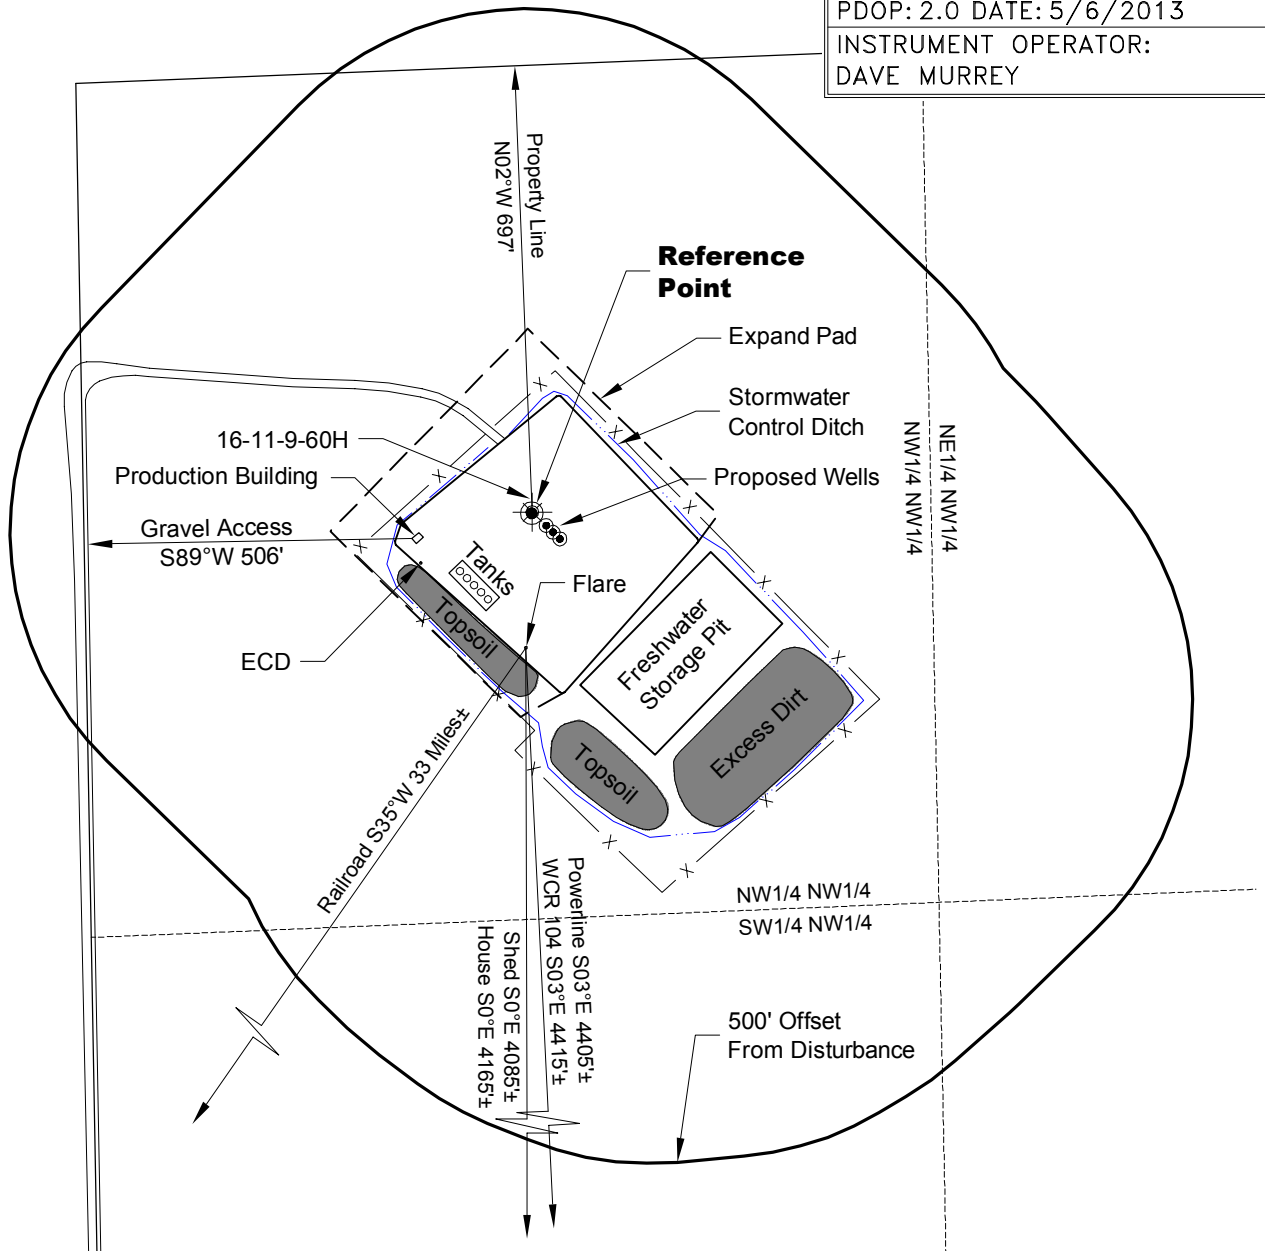 PDOP: 2.0 DATE: 5/6/2013
INSTRUMENT OPERATOR:
DAVE MURREY
Property Line
N02°W 697'
Reference
Point
Expand Pad
Stormwater
Control Ditch
16-11-9-60H
Production Building
Proposed Wells
NE1/4 NW1/4
NW1/4 NW1/4
Gravel Access
S89°W 506'
Tanks
Flare
Topsoil
ECD
Freshwater
Storage Pit
Excess Dirt
Topsoil
Railroad S35°W 33 Miles±
Powerline S03°E 4405'±
WCR 104 S03°E 4415'±
Shed S0°E 4085'±
House S0°E 4165'±
NW1/4 NW1/4
SW1/4 NW1/4
500' Offset
From Disturbance
X
X
X
X
X
X
X
X
X
X
X
X
X
X